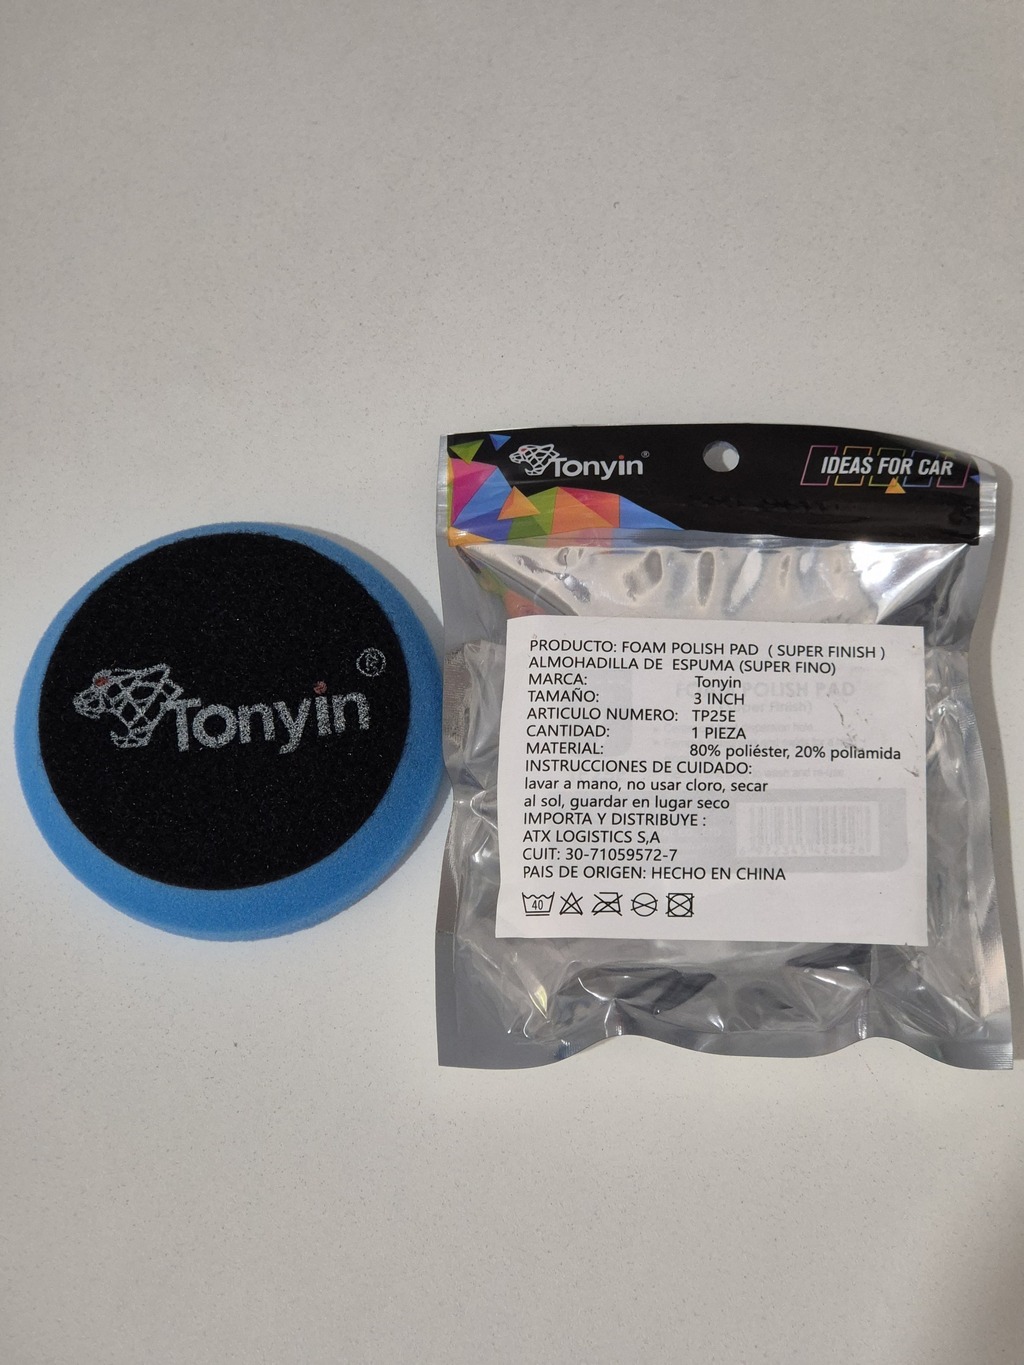 Tonyin®
Tonyin®
IDEAS FOR CAR
PRODUCTO: FOAM POLISH PAD ( SUPER FINISH )
ALMOHADILLA DE ESPUMA (SUPER FINO)
MARCA: Tonyin
TAMAÑO: 3 INCH
ARTICULO NUMERO: TP25E
CANTIDAD: 1 PIEZA
MATERIAL: 80% poliéster, 20% poliamida
INSTRUCCIONES DE CUIDADO:
lavar a mano, no usar cloro, secar
al sol, guardar en lugar seco
IMPORTA Y DISTRIBUYE :
ATX LOGISTICS S,A
CUIT: 30-71059572-7
PAIS DE ORIGEN: HECHO EN CHINA
40